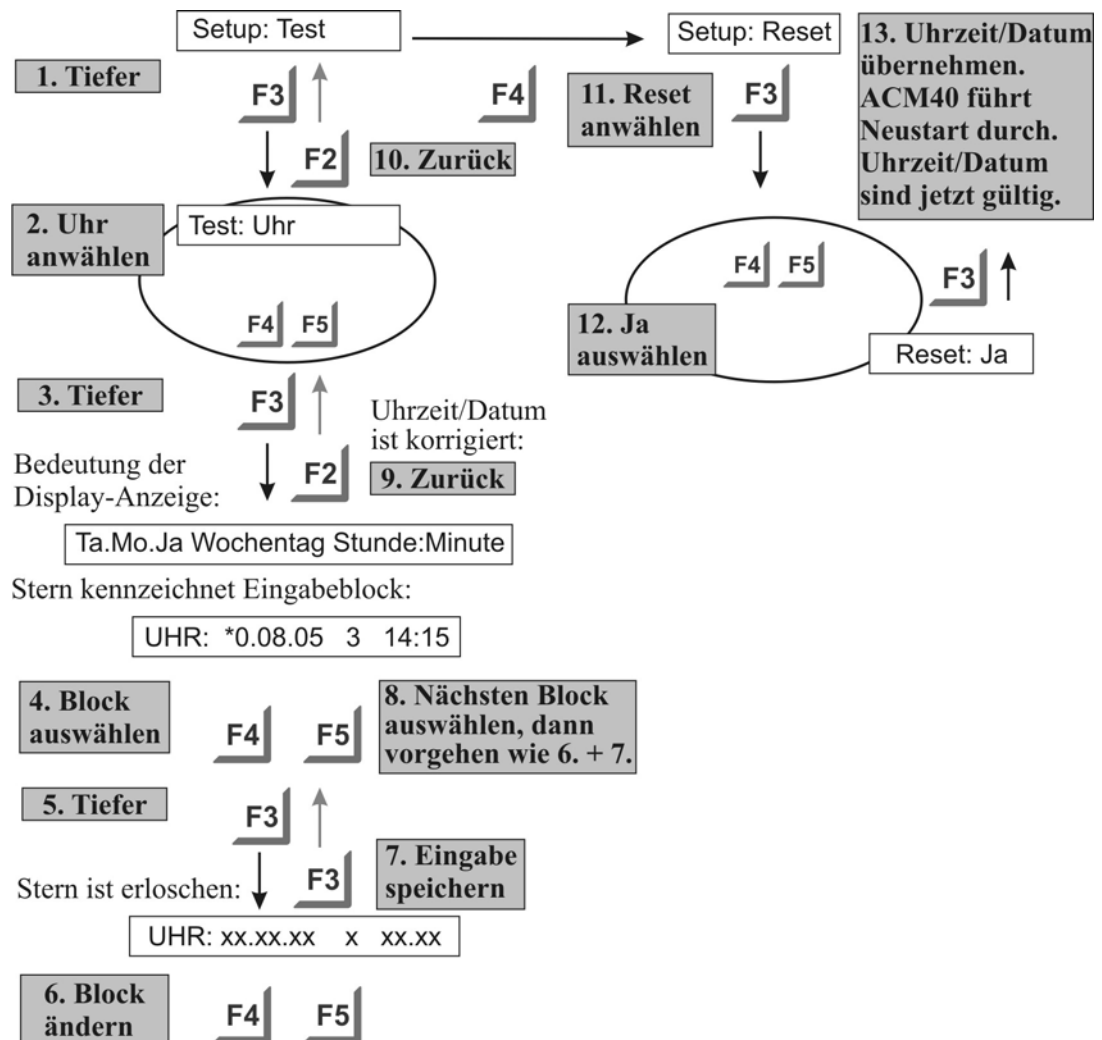 Setup: Test
Setup: Reset
13. Uhrzeit/Datum
übernehmen.
ACM40 führt
Neustart durch.
Uhrzeit/Datum
sind jetzt gültig.
1. Tiefer
F3
F4
11. Reset
anwählen
F3
F2
10. Zurück
2. Uhr
anwählen
Test: Uhr
F4 F5
F4 F5
F3
12. Ja
auswählen
Reset: Ja
3. Tiefer
F3
Uhrzeit/Datum
ist korrigiert:
F2
9. Zurück
Bedeutung der
Display-Anzeige:
Ta.Mo.Ja Wochentag Stunde:Minute
Stern kennzeichnet Eingabeblock:
UHR: *0.08.05 3 14:15
4. Block
auswählen
F4 F5
8. Nächsten Block
auswählen, dann
vorgehen wie 6. + 7.
5. Tiefer
F3
F3
7. Eingabe
speichern
Stern ist erloschen:
UHR: xx.xx.xx x xx.xx
6. Block
ändern
F4 F5